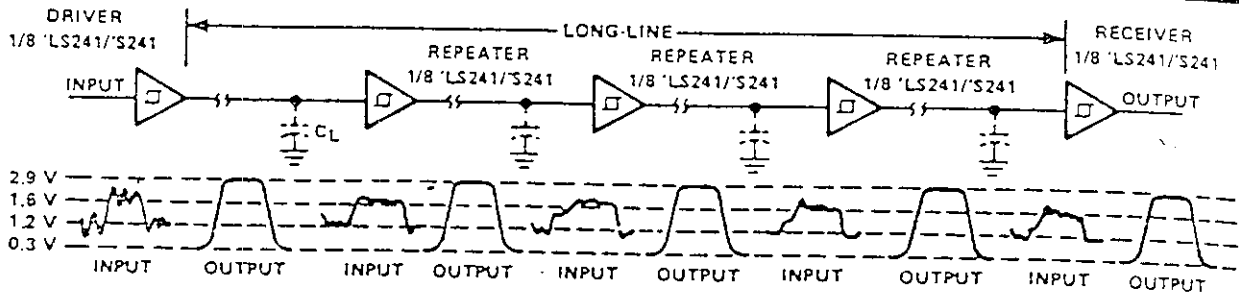 DRIVER
1/8 'LS241/'S241
LONG-LINE
RECEIVER
1/8 'LS241/'S241
REPEATER
1/8 'LS241/'S241
REPEATER
1/8 'LS241/'S241
REPEATER
1/8 'LS241/'S241
INPUT
OUTPUT
CL
2.9 V
1.6 V
1.2 V
0.3 V
INPUT OUTPUT INPUT OUTPUT INPUT OUTPUT INPUT OUTPUT INPUT OUTPUT